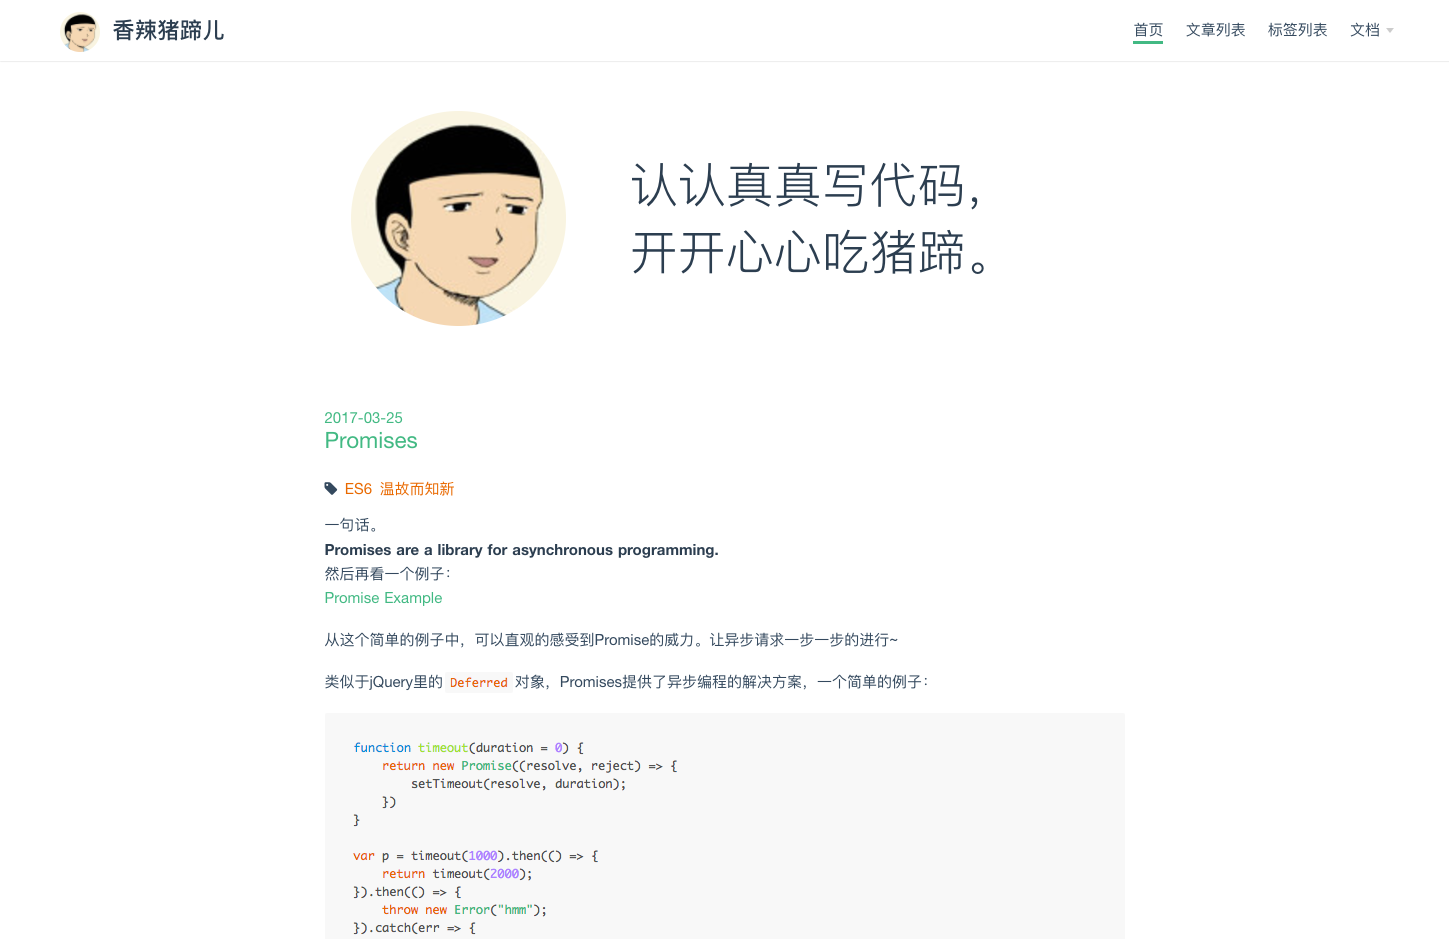 香辣猪蹄儿
首页 文章列表 标签列表 文档
认认真真写代码，
开开心心吃猪蹄。
2017-03-25
Promises
ES6 温故而知新
一句话。
Promises are a library for asynchronous programming.
然后再看一个例子：
Promise Example
从这个简单的例子中，可以直观的感受到Promise的威力。让异步请求一步一步的进行~
类似于jQuery里的 Deferred 对象，Promises提供了异步编程的解决方案，一个简单的例子：
function timeout(duration = 0) {
    return new Promise((resolve, reject) => {
        setTimeout(resolve, duration);
    })
}
var p = timeout(1000).then(() => {
    return timeout(2000);
}).then(() => {
    throw new Error("hmm");
}).catch(err => {